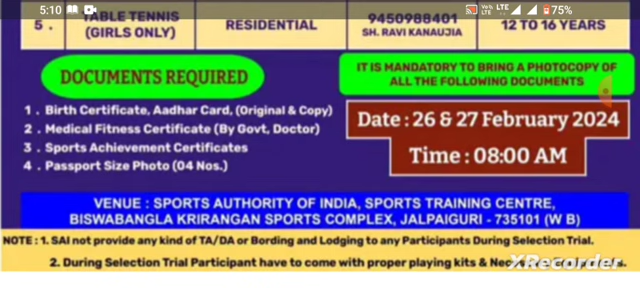 5:10
LTE
75%
5 . TABLE TENNIS (GIRLS ONLY) RESIDENTIAL 9450988401 SH. RAVI KANAUJIA 12 TO 16 YEARS
DOCUMENTS REQUIRED
IT IS MANDATORY TO BRING A PHOTOCOPY OF
ALL THE FOLLOWING DOCUMENTS
1 . Birth Certificate, Aadhar Card, (Original & Copy)
2 . Medical Fitness Certificate (By Govt, Doctor)
3 . Sports Achievement Certificates
4 . Passport Size Photo (04 Nos.)
Date : 26 & 27 February 2024
Time : 08:00 AM
VENUE : SPORTS AUTHORITY OF INDIA, SPORTS TRAINING CENTRE,
BISWABANGLA KRIRANGAN SPORTS COMPLEX, JALPAIGURI - 735101 (W B)
NOTE : 1. SAI not provide any kind of TA/DA or Bording and Lodging to any Participants During Selection Trial.
2. During Selection Trial Participant have to come with proper playing kits &
XRecorder